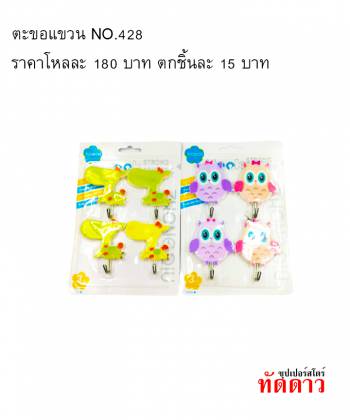 ตะขอแขวน NO.428
ราคาโหลละ 180 บาท ตกชิ้นละ 15 บาท
STRONG
ซุปเปอร์สโตร์
ทัดดาว